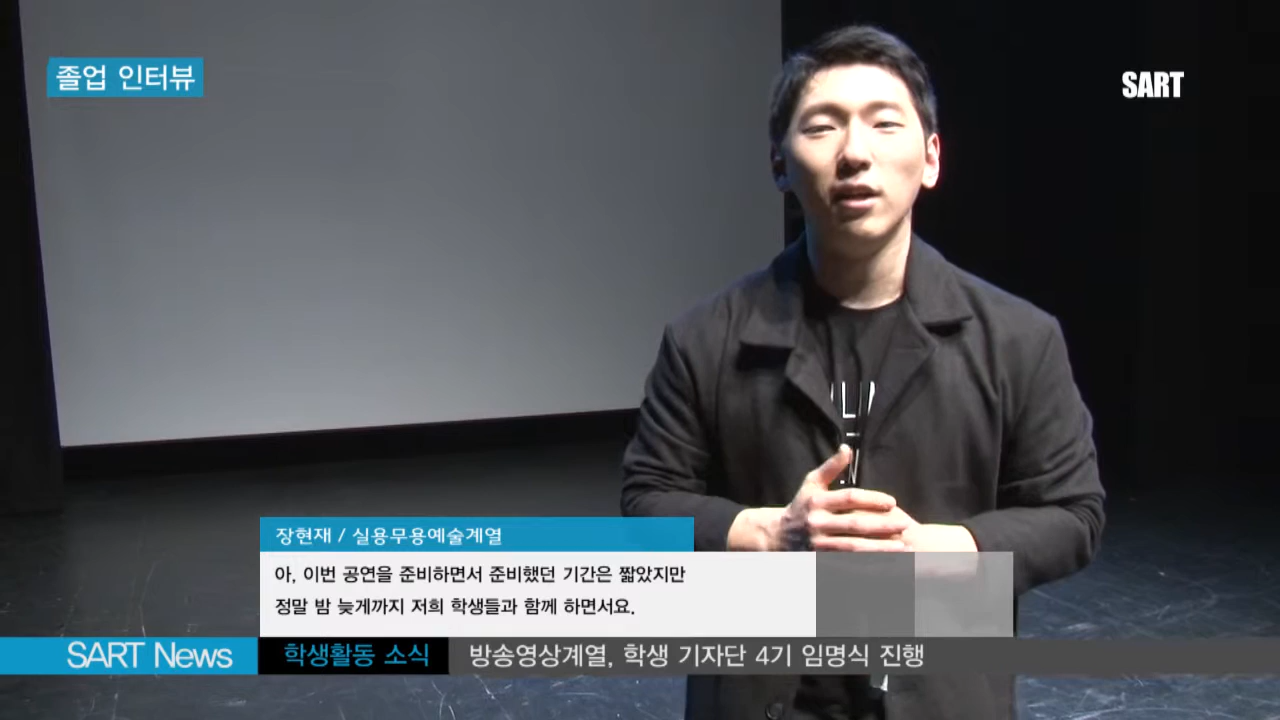 졸업 인터뷰
SART
장현재 / 실용무용예술계열
아, 이번 공연을 준비하면서 준비했던 기간은 짧았지만
정말 밤 늦게까지 저희 학생들과 함께 하면서요.
SART News 학생활동 소식 방송영상계열, 학생 기자단 4기 임명식 진행